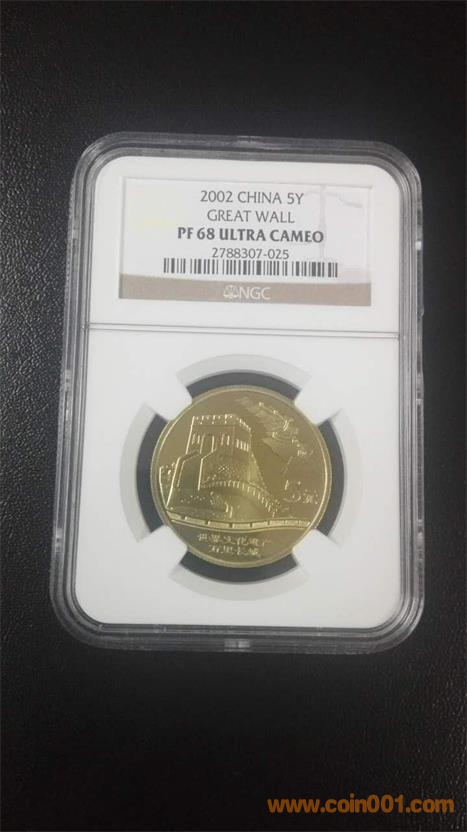 2002 CHINA 5Y
GREAT WALL
PF 68 ULTRA CAMEO
2788307-025
NGC
5元
世界文化遗产
万里长城
www.coin001.com